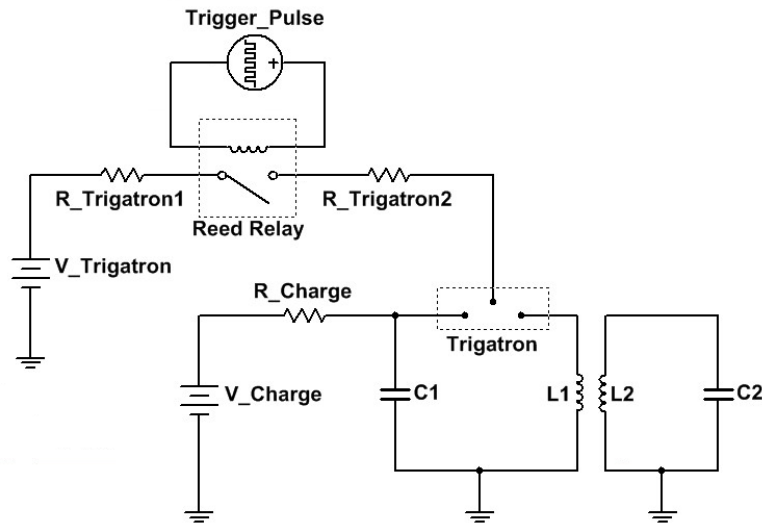 Trigger_Pulse
+
R_Trigatron1
R_Trigatron2
Reed Relay
V_Trigatron
R_Charge
Trigatron
V_Charge
C1
L1
L2
C2